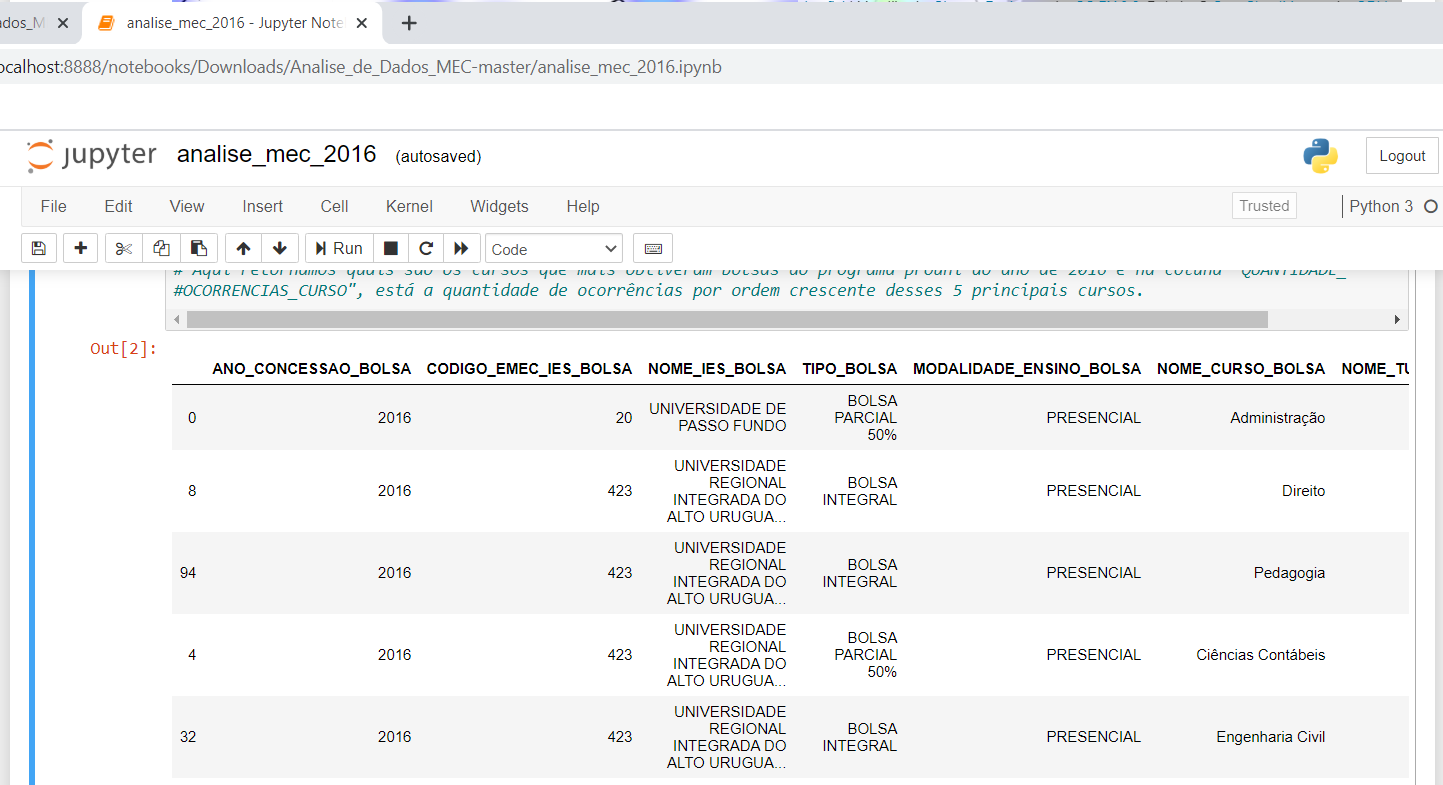 ados_M
analise_mec_2016 - Jupyter Note
ocalhost:8888/notebooks/Downloads/Analise_de_Dados_MEC-master/analise_mec_2016.ipynb
jupyter analise_mec_2016 (autosaved) Logout
File Edit View Insert Cell Kernel Widgets Help Trusted Python 3
Run Code
# Aqui retornamos quais são os cursos que mais obtiveram bolsas do programa prouni do ano de 2016 e na coluna "QUANTIDADE_
#OCORRENCIAS_CURSO", está a quantidade de ocorrências por ordem crescente desses 5 principais cursos.
Out[2]:
ANO_CONCESSAO_BOLSA CODIGO_EMEC_IES_BOLSA NOME_IES_BOLSA TIPO_BOLSA MODALIDADE_ENSINO_BOLSA NOME_CURSO_BOLSA NOME_TU
0 2016 20 UNIVERSIDADE DE PASSO FUNDO BOLSA PARCIAL 50% PRESENCIAL Administração
8 2016 423 UNIVERSIDADE REGIONAL INTEGRADA DO ALTO URUGUA... BOLSA INTEGRAL PRESENCIAL Direito
94 2016 423 UNIVERSIDADE REGIONAL INTEGRADA DO ALTO URUGUA... BOLSA INTEGRAL PRESENCIAL Pedagogia
4 2016 423 UNIVERSIDADE REGIONAL INTEGRADA DO ALTO URUGUA... BOLSA PARCIAL 50% PRESENCIAL Ciências Contábeis
32 2016 423 UNIVERSIDADE REGIONAL INTEGRADA DO ALTO URUGUA... BOLSA INTEGRAL PRESENCIAL Engenharia Civil